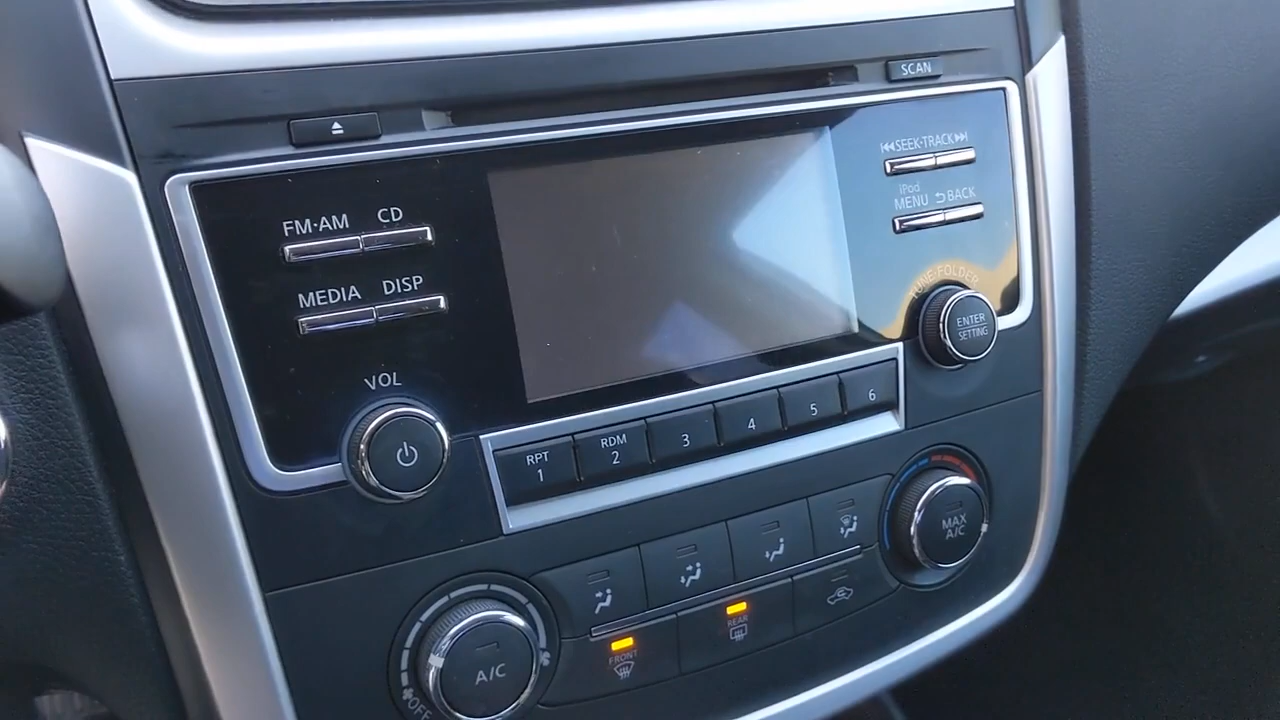 SCAN
SEEK·TRACK
iPod
MENU BACK
FM·AM CD
MEDIA DISP
TUNE·FOLDER
ENTER
SETTING
VOL
RPT
1
RDM
2
3
4
5
6
MAX
A/C
A/C
OFF
FRONT
REAR